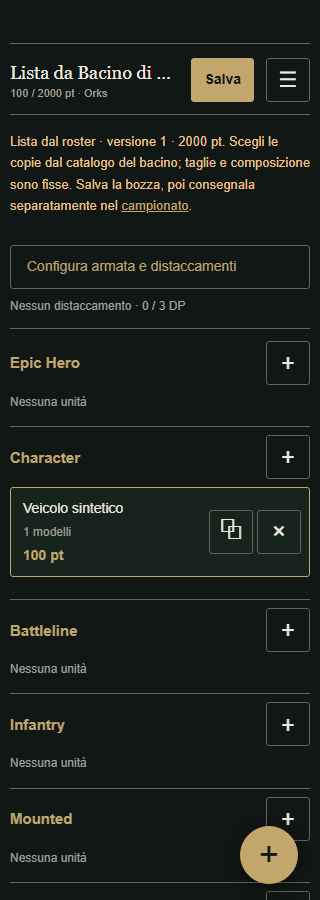 Lista da Bacino di ...
Salva
100 / 2000 pt · Orks
Lista dal roster · versione 1 · 2000 pt. Scegli le
copie dal catalogo del bacino; taglie e composizione
sono fisse. Salva la bozza, poi consegnala
separatamente nel campionato.
Configura armata e distaccamenti
Nessun distaccamento · 0 / 3 DP
Epic Hero
+
Nessuna unità
Character
+
Veicolo sintetico
1 modelli
100 pt
×
Battleline
+
Nessuna unità
Infantry
+
Nessuna unità
Mounted
+
Nessuna unità
+